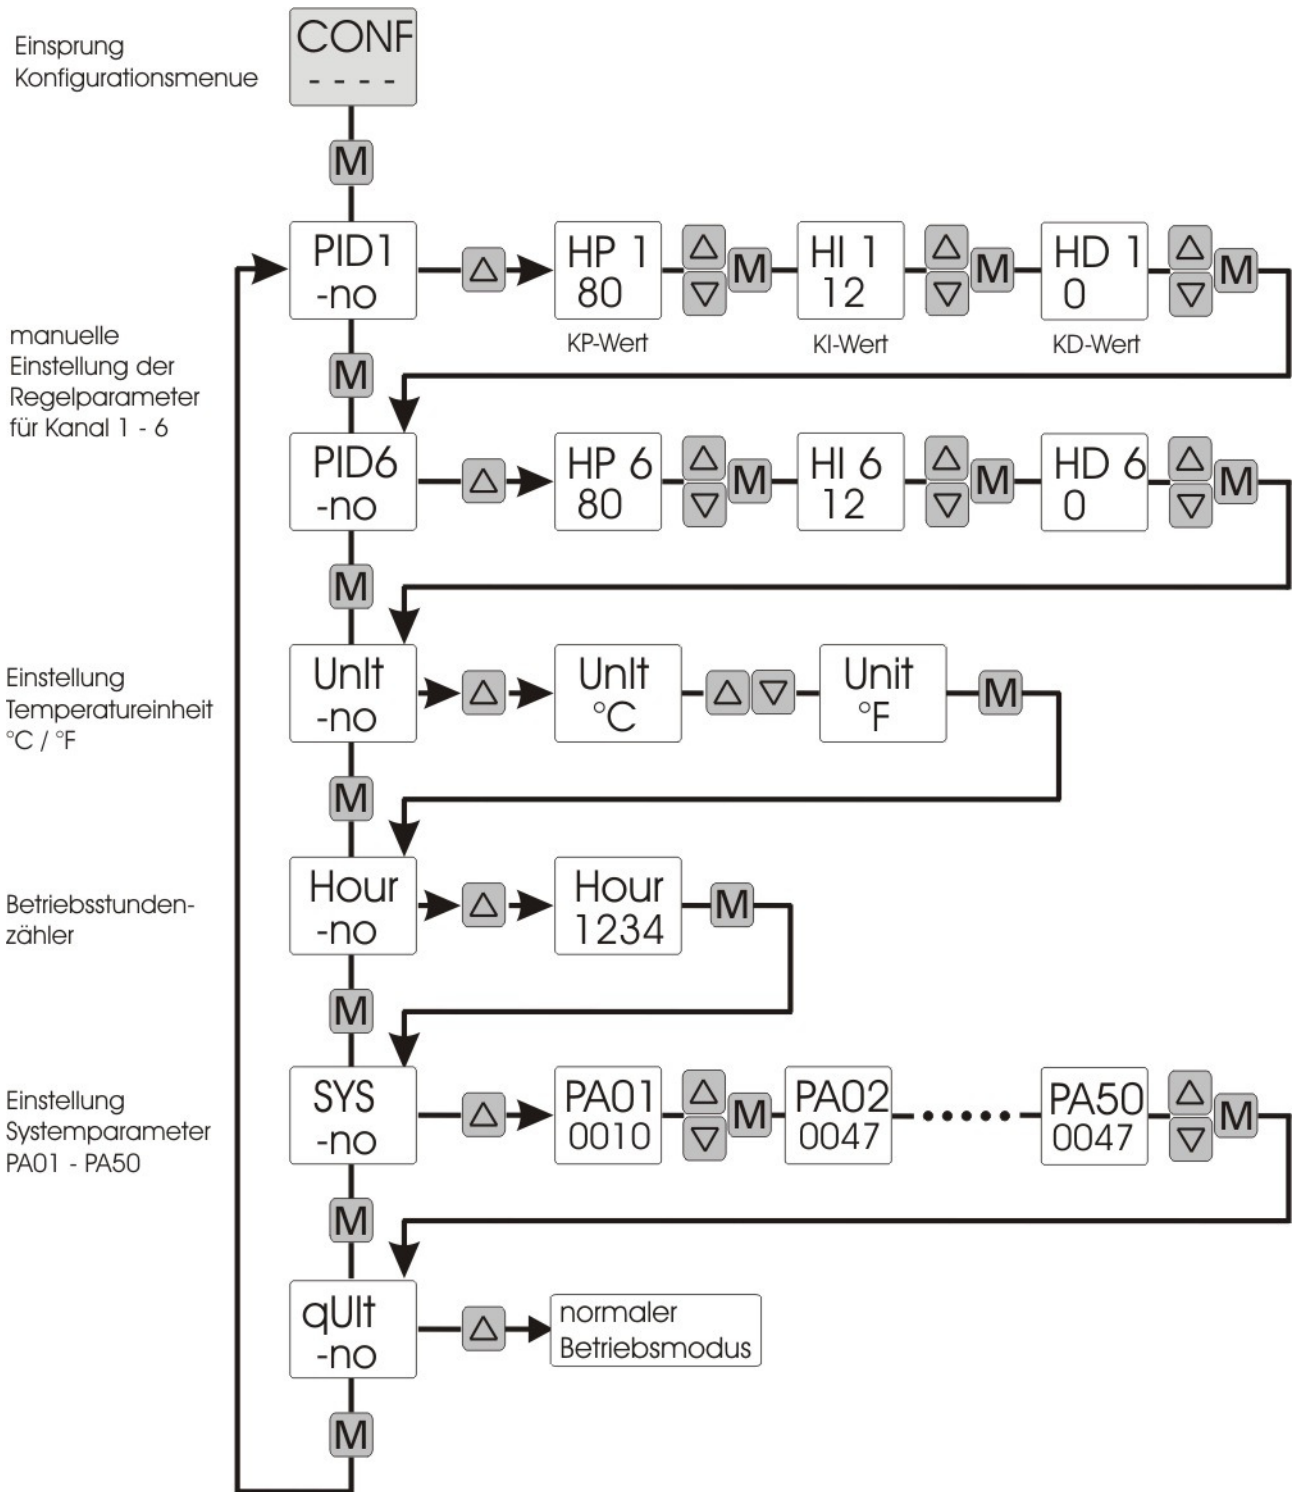 Einsprung
Konfigurationsmenue
CONF
- - - -
M
PID1
-no
HP 1
80
M
HI 1
12
M
HD 1
0
M
KP-Wert
KI-Wert
KD-Wert
manuelle
Einstellung der
Regelparameter
für Kanal 1 - 6
M
PID6
-no
HP 6
80
M
HI 6
12
M
HD 6
0
M
M
Einstellung
Temperatureinheit
°C / °F
UnIt
-no
UnIt
°C
Unit
°F
M
M
Betriebsstunden-
zähler
Hour
-no
Hour
1234
M
M
Einstellung
Systemparameter
PA01 - PA50
SYS
-no
PA01
0010
M
PA02
0047
PA50
0047
M
M
qUIt
-no
normaler
Betriebsmodus
M